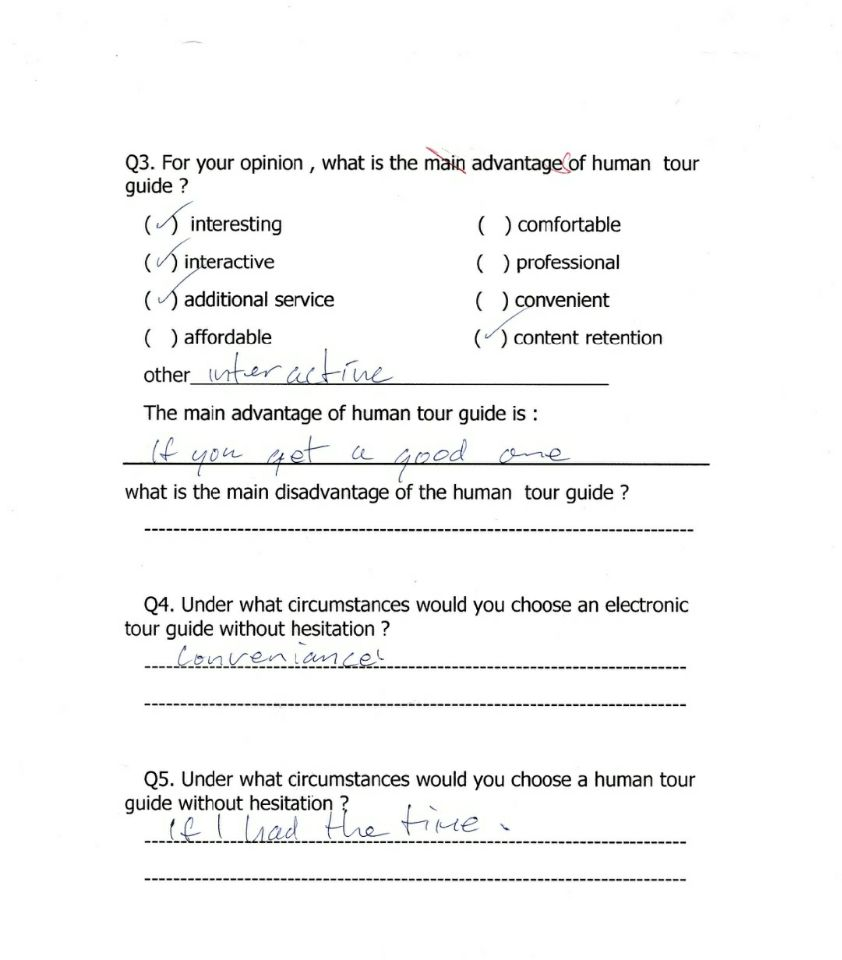 Q3. For your opinion , what is the main advantage of human tour
guide ?
(✓) interesting ( ) comfortable
(✓) interactive ( ) professional
(✓) additional service ( ) convenient
( ) affordable (✓) content retention
other interactive
The main advantage of human tour guide is :
If you get a good one
what is the main disadvantage of the human tour guide ?
Q4. Under what circumstances would you choose an electronic
tour guide without hesitation ?
Conveniance!
Q5. Under what circumstances would you choose a human tour
guide without hesitation ?
If I had the time.